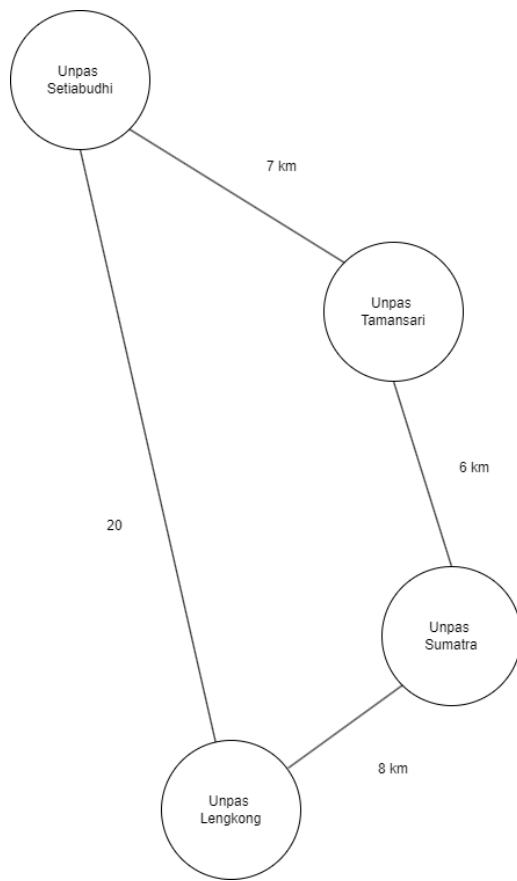 Unpas
Setiabudhi
7 km
Unpas
Tamansari
6 km
20
Unpas
Sumatra
8 km
Unpas
Lengkong